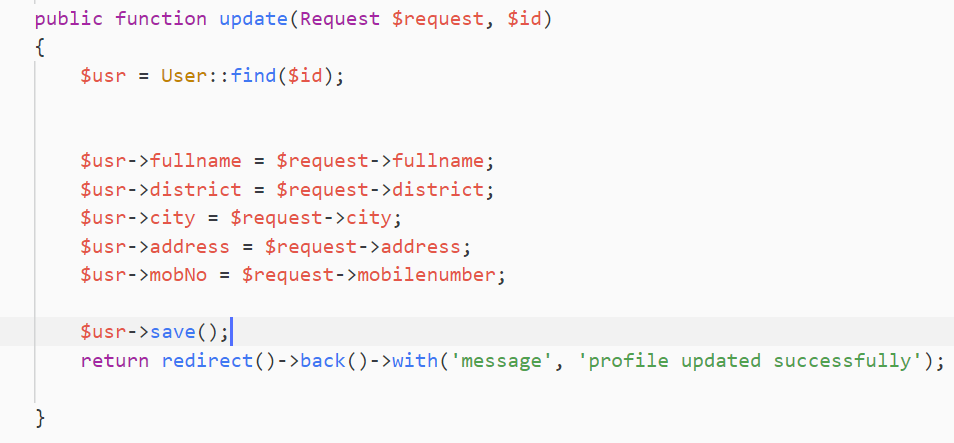 public function update(Request $request, $id)
{
$usr = User::find($id);
$usr->fullname = $request->fullname;
$usr->district = $request->district;
$usr->city = $request->city;
$usr->address = $request->address;
$usr->mobNo = $request->mobilenumber;
$usr->save();
return redirect()->back()->with('message', 'profile updated successfully');
}